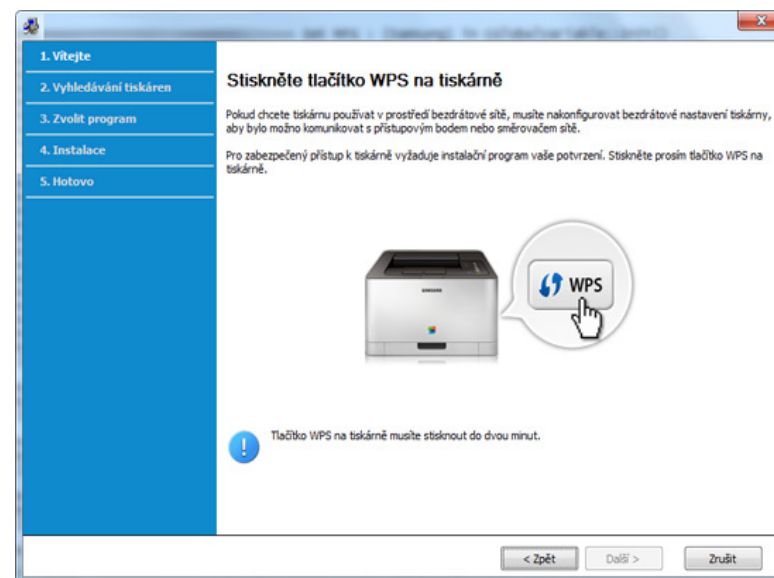 1. Vítejte
2. Vyhledávání tiskáren
3. Zvolit program
4. Instalace
5. Hotovo
Stiskněte tlačítko WPS na tiskárně
Pokud chcete tiskárnu používat v prostředí bezdrátové sítě, musíte nakonfigurovat bezdrátové nastavení tiskárny,
aby bylo možno komunikovat s přístupovým bodem nebo směrovačem sítě.
Pro zabezpečený přístup k tiskárně vyžaduje instalační program vaše potvrzení. Stiskněte prosím tlačítko WPS na
tiskárně.
SAMSUNG
WPS
Tlačítko WPS na tiskárně musíte stisknout do dvou minut.
< Zpět
Další >
Zrušit